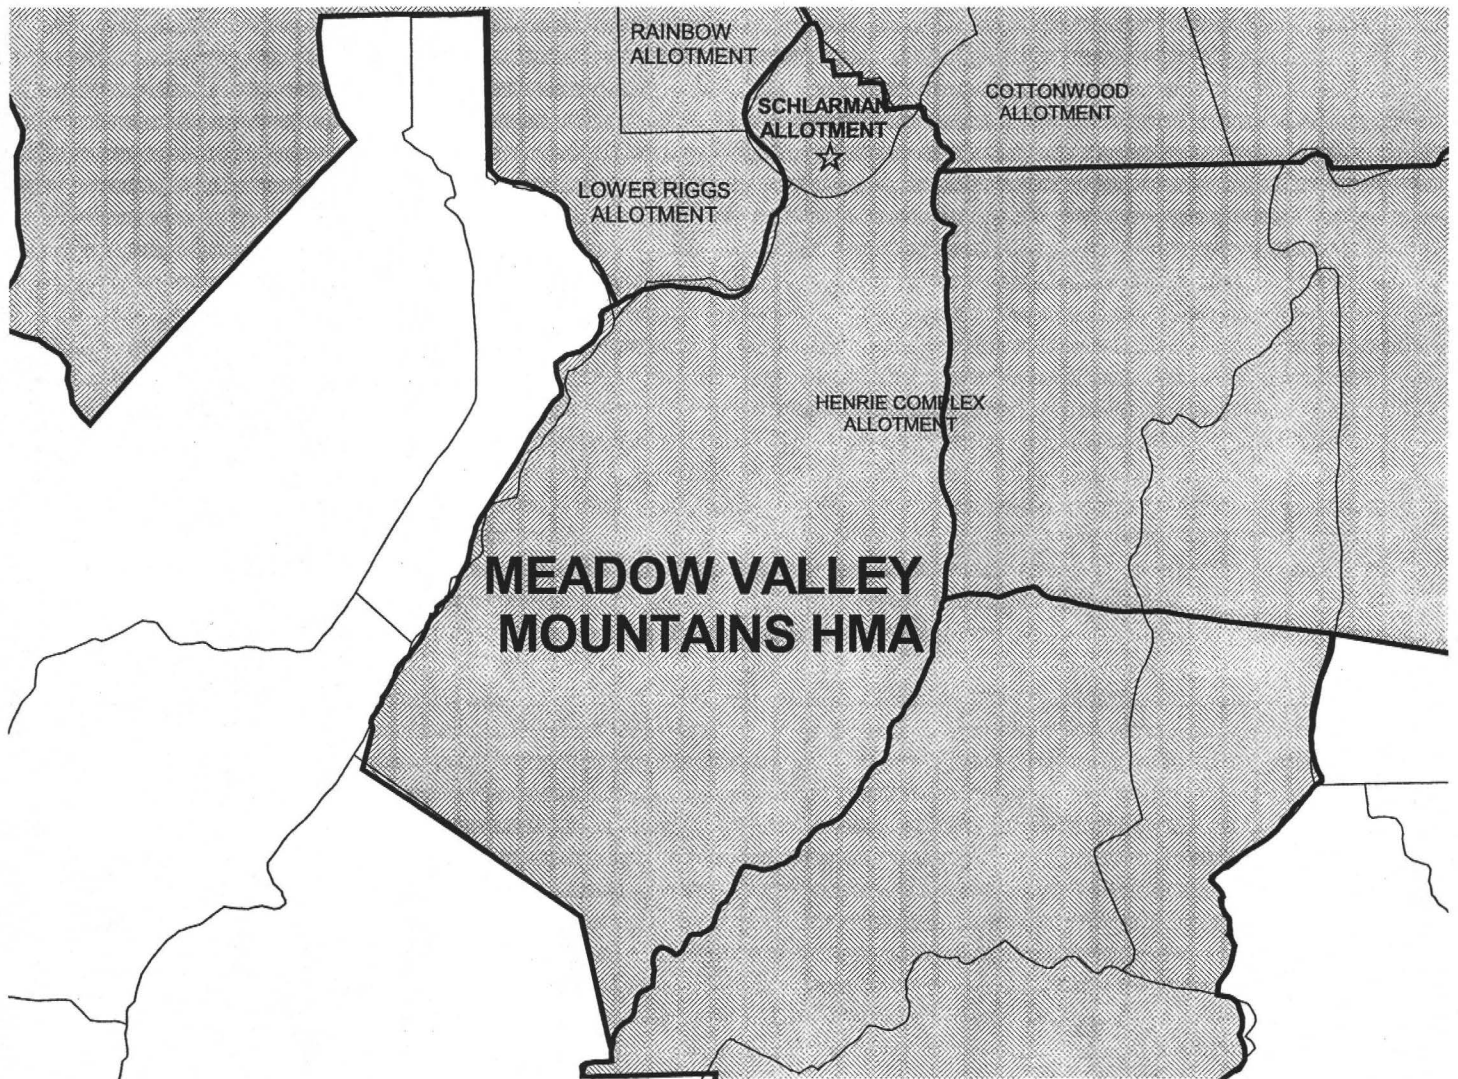 RAINBOW
ALLOTMENT
SCHLARMAN
ALLOTMENT
COTTONWOOD
ALLOTMENT
LOWER RIGGS
ALLOTMENT
HENRIE COMPLEX
ALLOTMENT
MEADOW VALLEY
MOUNTAINS HMA